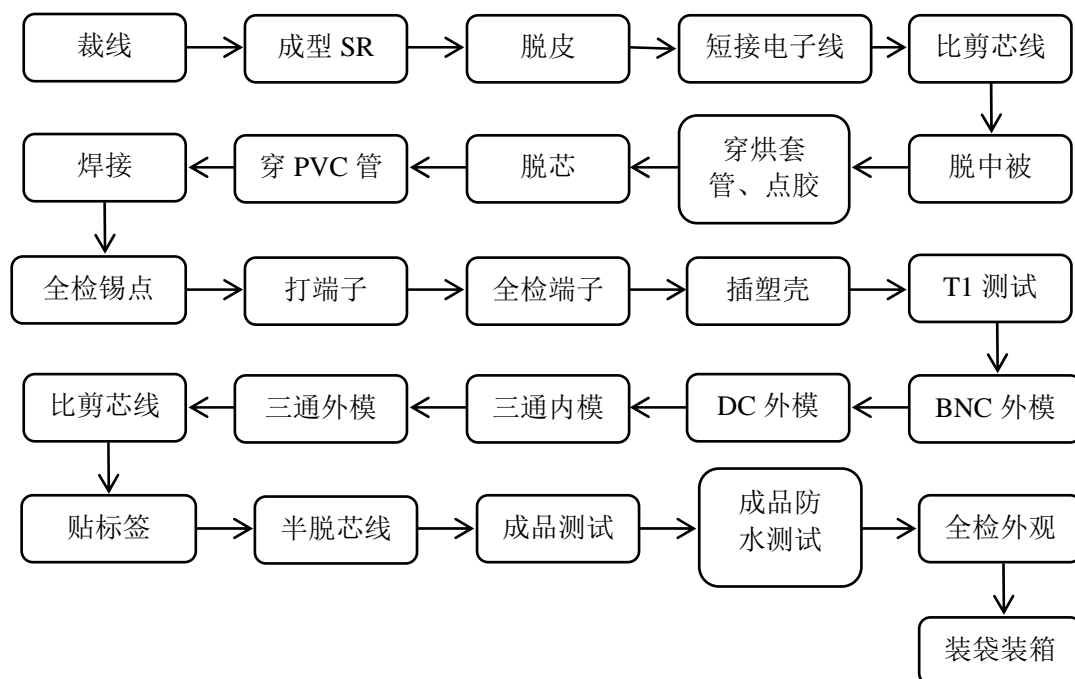 裁线
成型 SR
脱皮
短接电子线
比剪芯线
脱中被
穿烘套
管、点胶
脱芯
穿 PVC 管
焊接
全检锡点
打端子
全检端子
插塑壳
T1 测试
BNC 外模
DC 外模
三通内模
三通外模
比剪芯线
贴标签
半脱芯线
成品测试
成品防
水测试
全检外观
装袋装箱